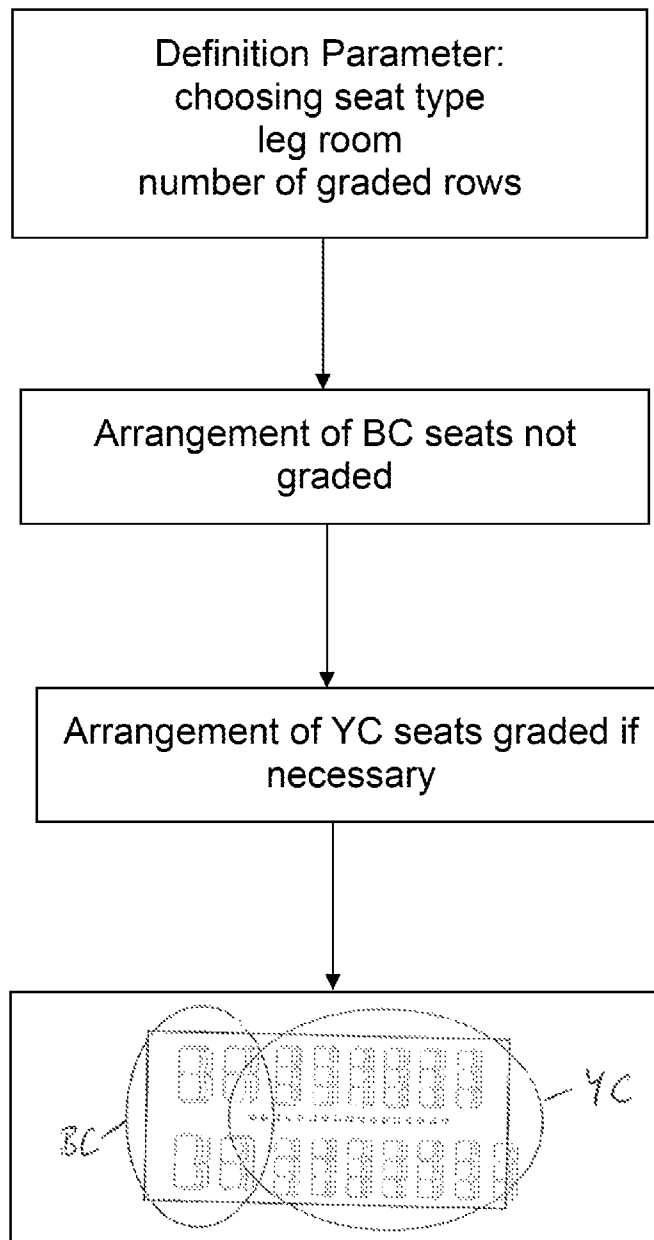 Definition Parameter:
choosing seat type
leg room
number of graded rows
Arrangement of BC seats not
graded
Arrangement of YC seats graded if
necessary
YC
BC